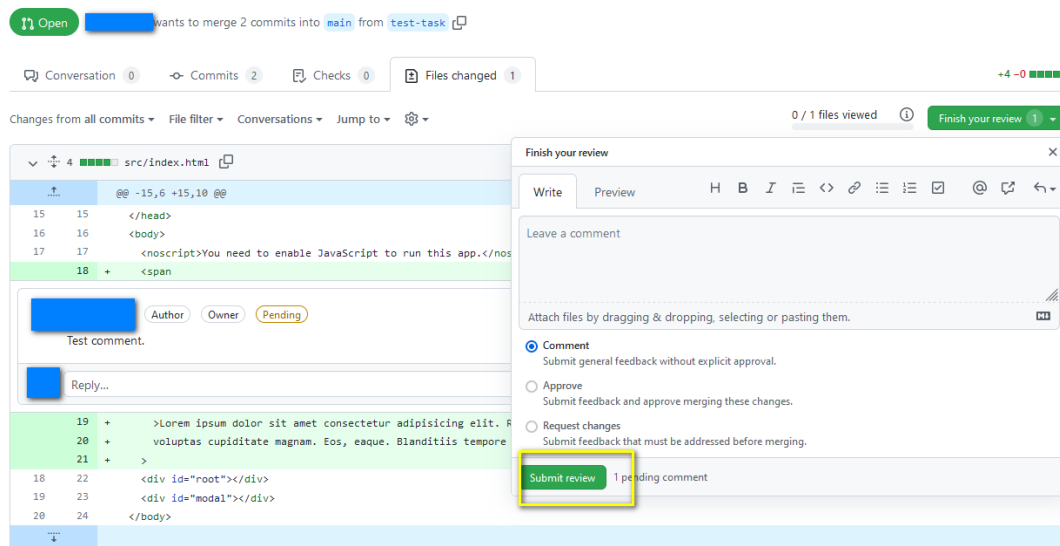 Open wants to merge 2 commits into main from test-task
Conversation 0 Commits 2 Checks 0 Files changed 1 +4 −0
Changes from all commits File filter Conversations Jump to 0 / 1 files viewed Finish your review 1
4 src/index.html
@@ -15,6 +15,10 @@
15 15 </head>
16 16 <body>
17 17 <noscript>You need to enable JavaScript to run this app.</nos
18 + <span
Author Owner Pending
Test comment.
Reply...
19 + >Lorem ipsum dolor sit amet consectetur adipisicing elit. R
20 + voluptas cupiditate magnam. Eos, eaque. Blanditiis tempore
21 + >
18 22 <div id="root"></div>
19 23 <div id="modal"></div>
20 24 </body>
Finish your review
Write Preview
Leave a comment
Attach files by dragging & dropping, selecting or pasting them.
Comment
Submit general feedback without explicit approval.
Approve
Submit feedback and approve merging these changes.
Request changes
Submit feedback that must be addressed before merging.
Submit review 1 pending comment